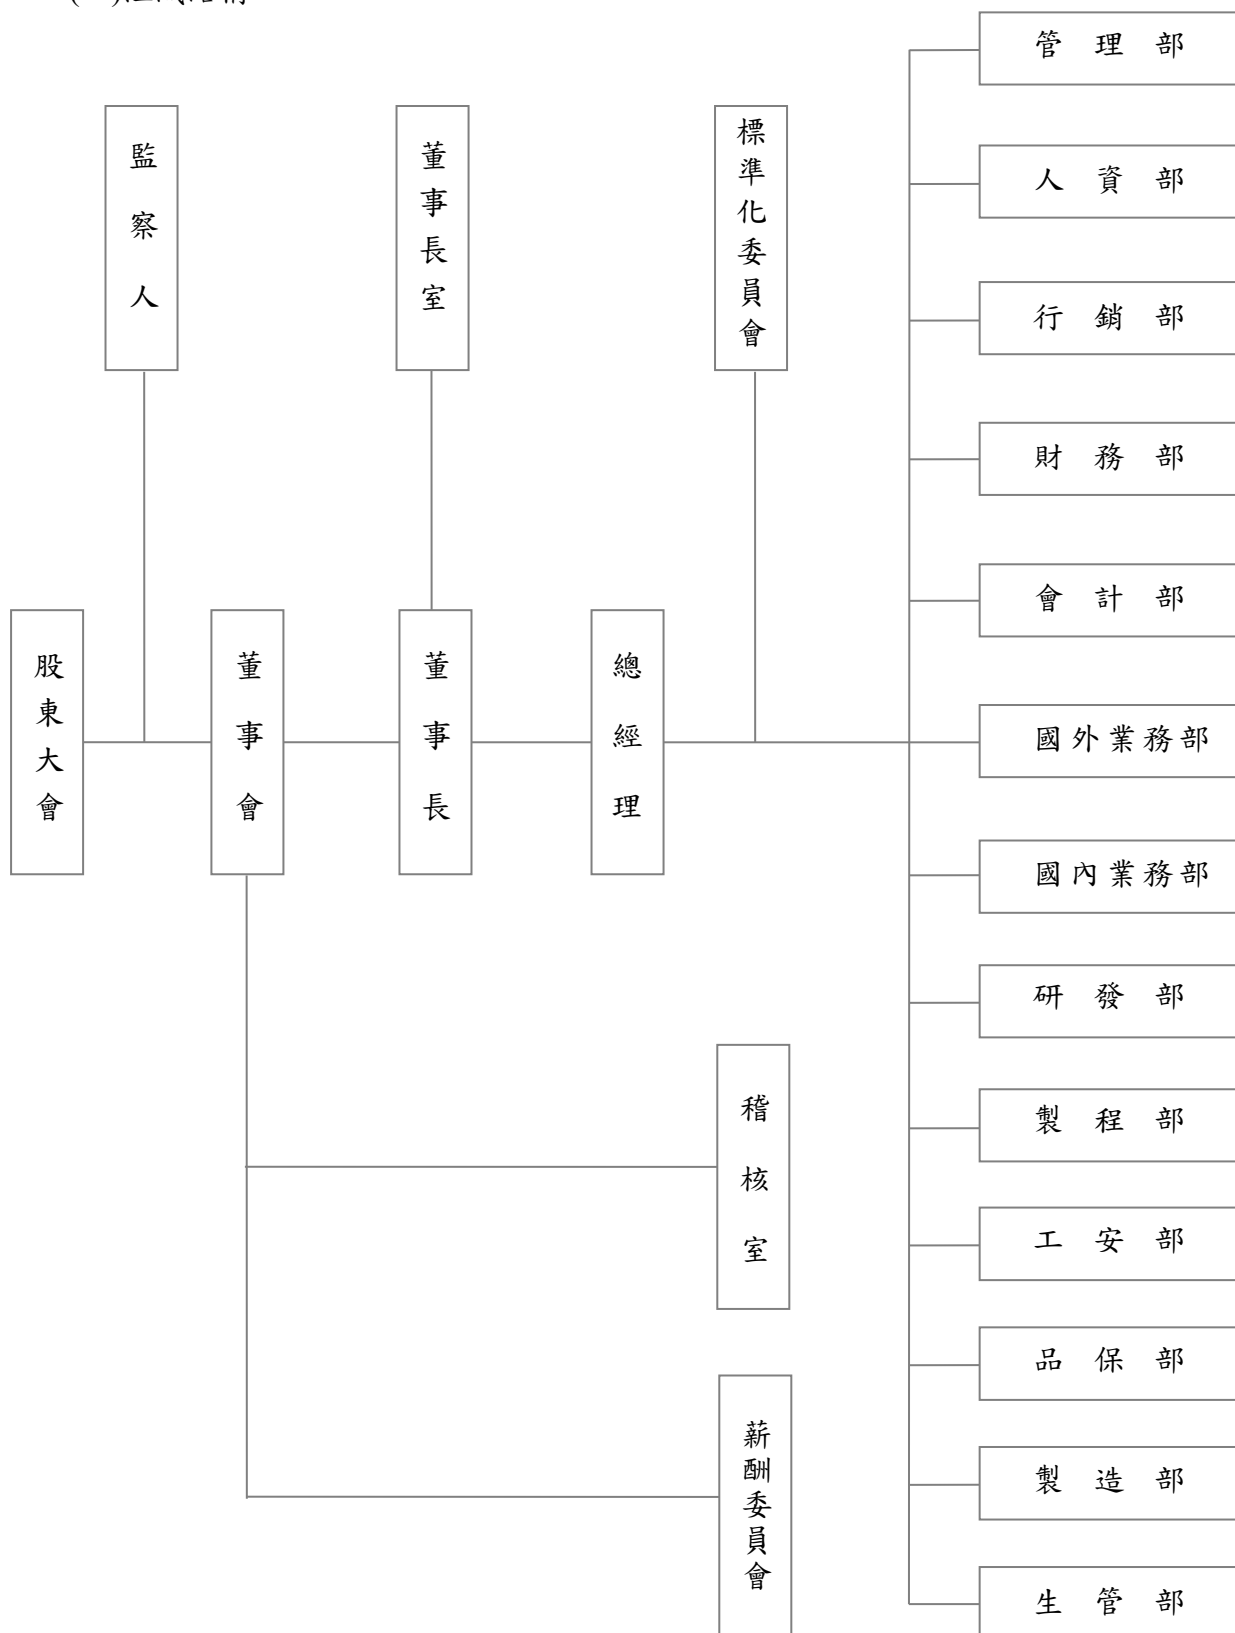 管理部
監察人
董事長室
標準化委員會
人資部
行銷部
財務部
會計部
股東大會
董事會
董事長
總經理
國外業務部
國內業務部
研發部
稽核室
製程部
工安部
品保部
薪酬委員會
製造部
生管部